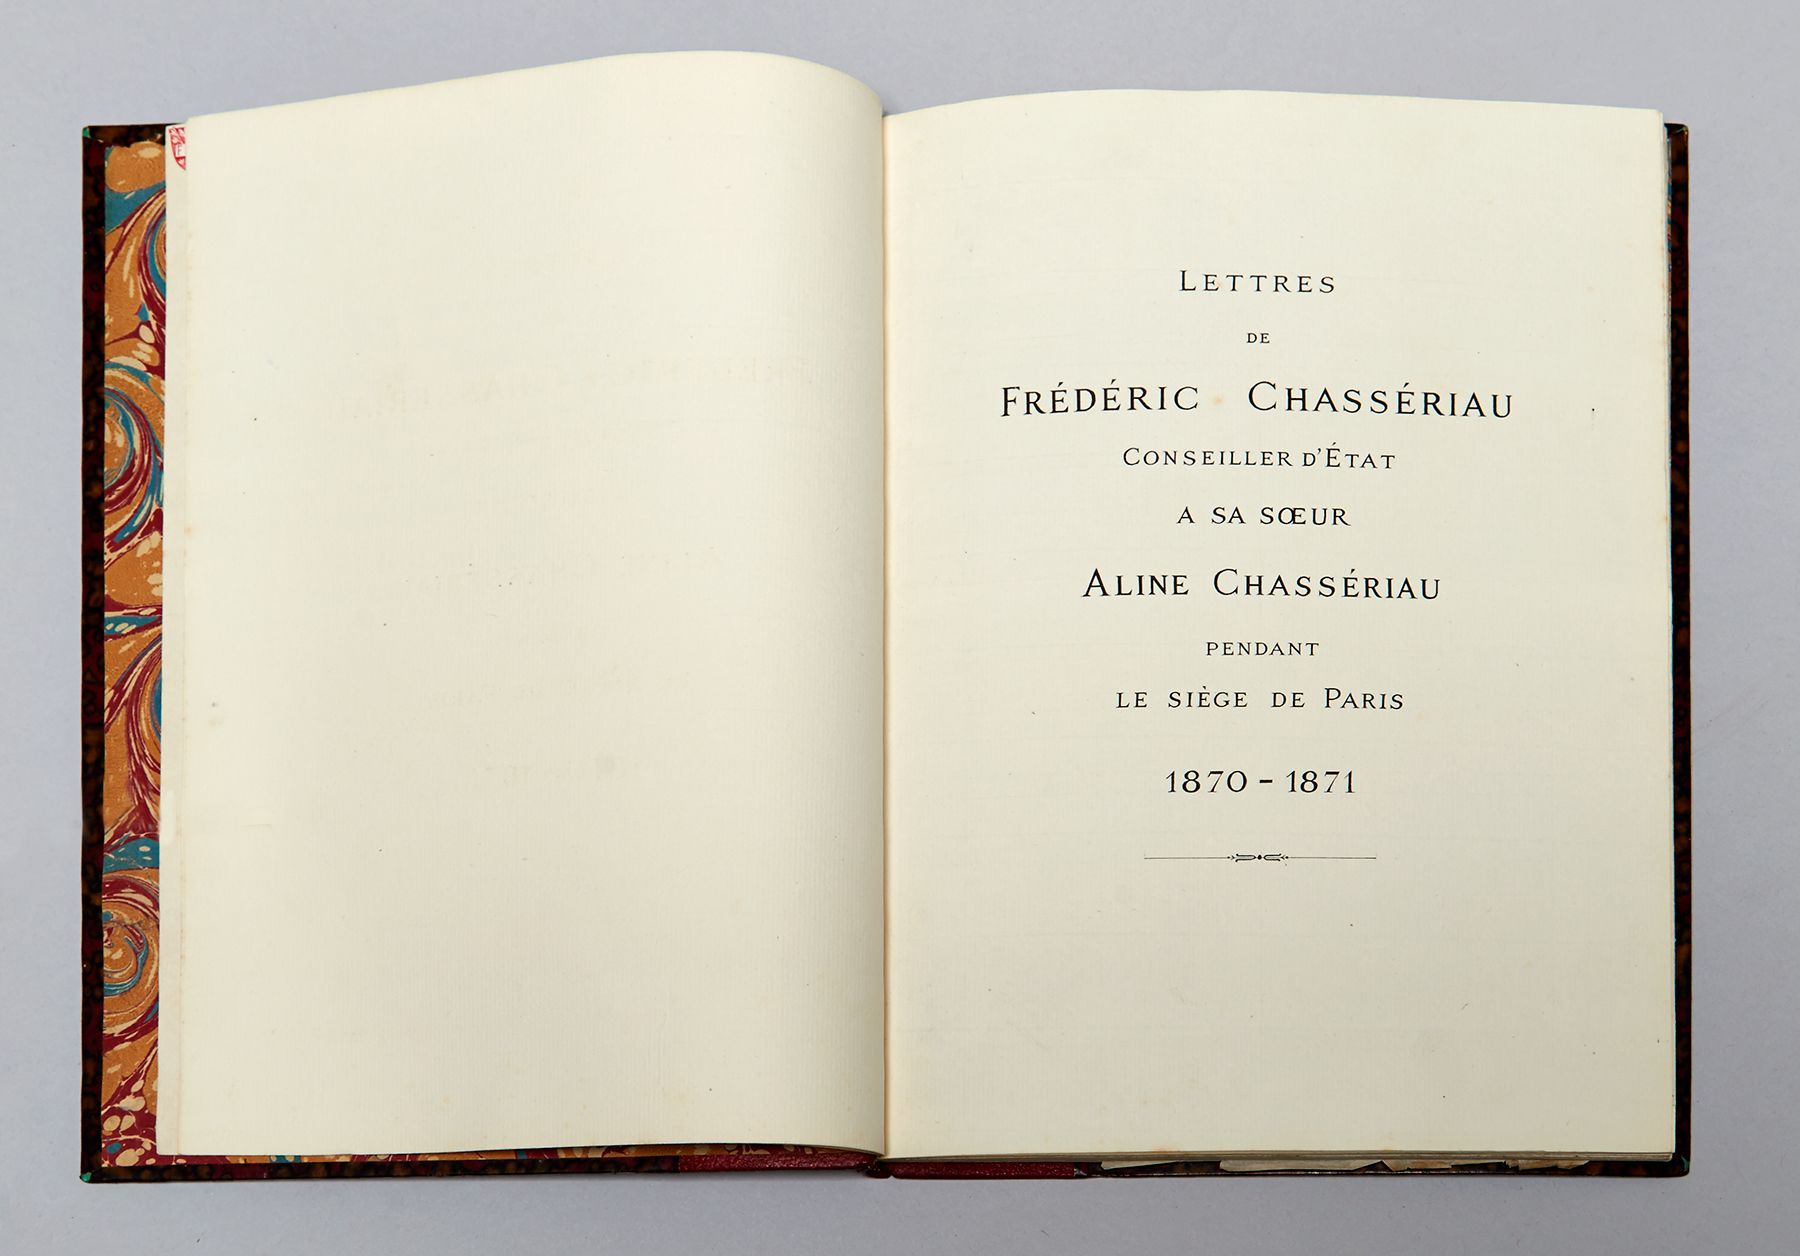 Lettres
de
Frédéric Chassériau
Conseiller d'État
a sa sœur
Aline Chassériau
pendant
le siège de Paris
1870 - 1871